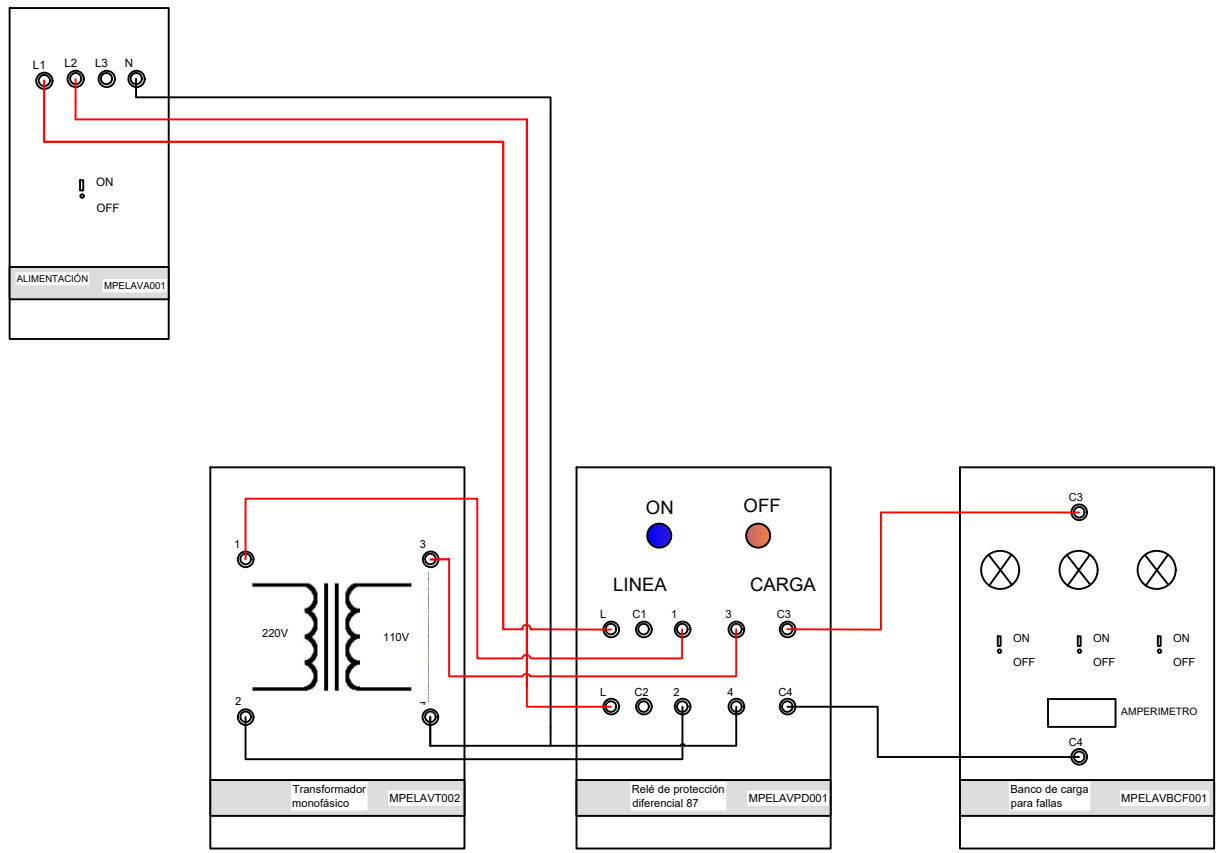 L1 L2 L3 N
ON
OFF
ALIMENTACIÓN MPELAVA001
1 3
220V 110V
2 4
Transformador
monofásico
MPELAVT002
ON OFF
LINEA CARGA
L C1 1 3 C3
L C2 2 4 C4
Relé de protección
diferencial 87
MPELAVPD001
C3
ON ON ON
OFF OFF OFF
AMPERIMETRO
C4
Banco de carga
para fallas
MPELAVBCF001